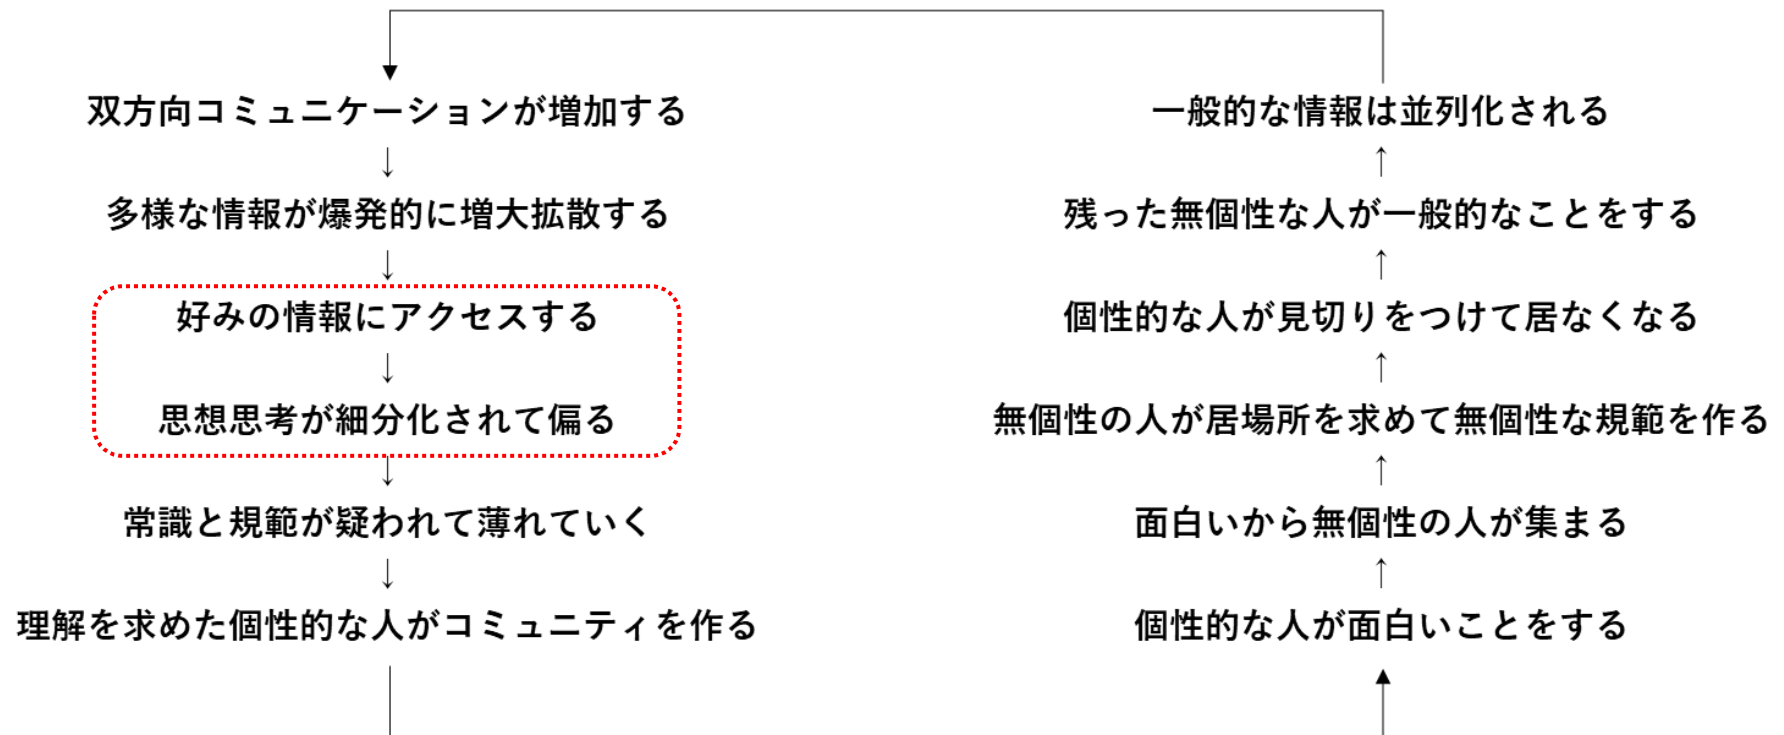 双方向コミュニケーションが増加する
↓
多様な情報が爆発的に増大拡散する
↓
好みの情報にアクセスする
↓
思想思考が細分化されて偏る
↓
常識と規範が疑われて薄れていく
↓
理解を求めた個性的な人がコミュニティを作る
一般的な情報は並列化される
↑
残った無個性な人が一般的なことをする
↑
個性的な人が見切りをつけて居なくなる
↑
無個性の人が居場所を求めて無個性な規範を作る
↑
面白いから無個性の人が集まる
↑
個性的な人が面白いことをする